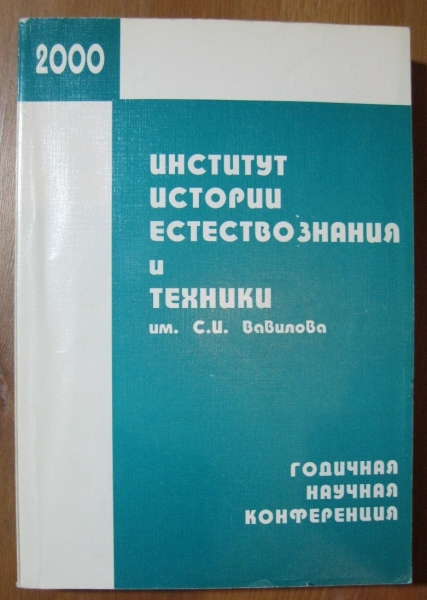 2000
ИНСТИТУТ
ИСТОРИИ
ЕСТЕСТВОЗНАНИЯ
И
ТЕХНИКИ
им. С.И. Вавилова
ГОДИЧНАЯ
НАУЧНАЯ
КОНФЕРЕНЦИЯ